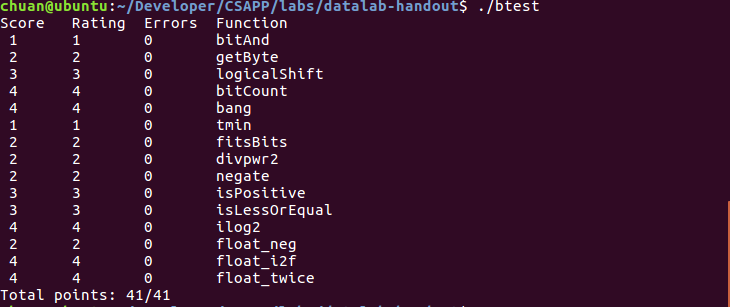 chuan@ubuntu:~/Developer/CSAPP/labs/datalab-handout$ ./btest
Score Rating Errors Function
1 1 0 bitAnd
2 2 0 getByte
3 3 0 logicalShift
4 4 0 bitCount
4 4 0 bang
1 1 0 tmin
2 2 0 fitsBits
2 2 0 divpwr2
2 2 0 negate
3 3 0 isPositive
3 3 0 isLessOrEqual
4 4 0 ilog2
2 2 0 float_neg
4 4 0 float_i2f
4 4 0 float_twice
Total points: 41/41